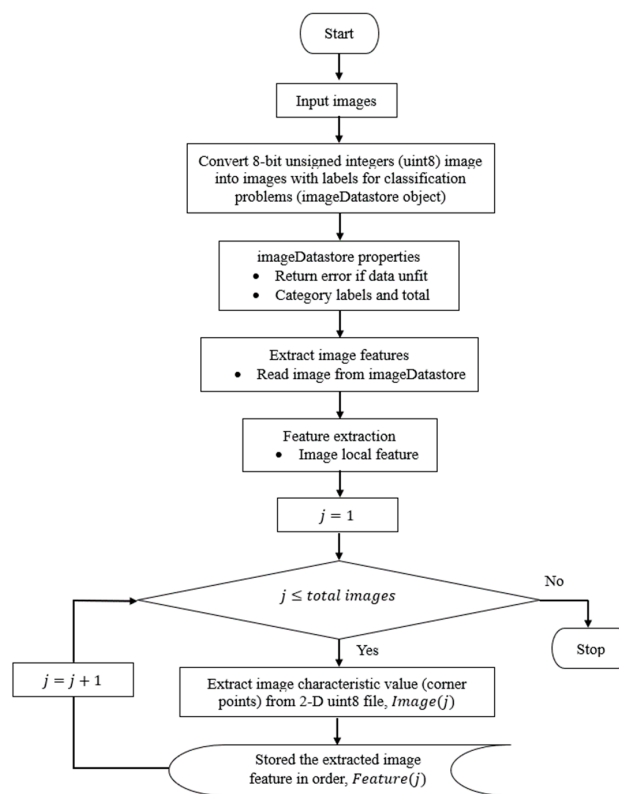 Start
Input images
Convert 8-bit unsigned integers (uint8) image
into images with labels for classification
problems (imageDatastore object)
imageDatastore properties
• Return error if data unfit
• Category labels and total
Extract image features
• Read image from imageDatastore
Feature extraction
• Image local feature
j = 1
j ≤ total images
No
Stop
Yes
j = j + 1
Extract image characteristic value (corner
points) from 2-D uint8 file, Image(j)
Stored the extracted image
feature in order, Feature(j)